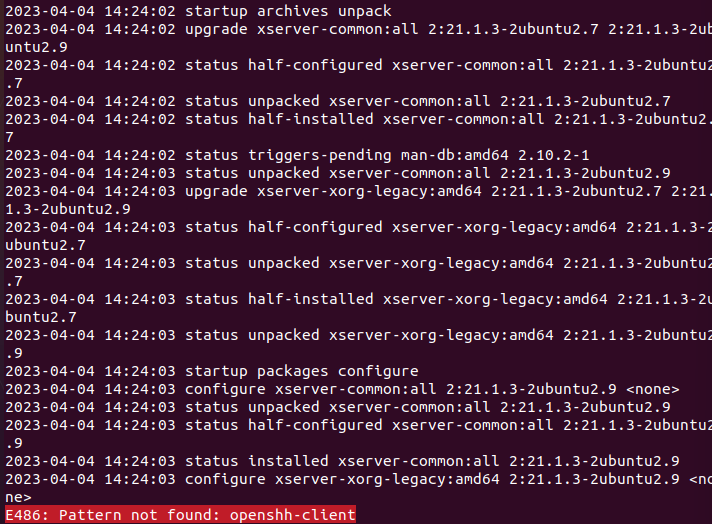 2023-04-04 14:24:02 startup archives unpack
2023-04-04 14:24:02 upgrade xserver-common:all 2:21.1.3-2ubuntu2.7 2:21.1.3-2ub
untu2.9
2023-04-04 14:24:02 status half-configured xserver-common:all 2:21.1.3-2ubuntu2
.7
2023-04-04 14:24:02 status unpacked xserver-common:all 2:21.1.3-2ubuntu2.7
2023-04-04 14:24:02 status half-installed xserver-common:all 2:21.1.3-2ubuntu2.
7
2023-04-04 14:24:02 status triggers-pending man-db:amd64 2.10.2-1
2023-04-04 14:24:03 status unpacked xserver-common:all 2:21.1.3-2ubuntu2.9
2023-04-04 14:24:03 upgrade xserver-xorg-legacy:amd64 2:21.1.3-2ubuntu2.7 2:21.
1.3-2ubuntu2.9
2023-04-04 14:24:03 status half-configured xserver-xorg-legacy:amd64 2:21.1.3-2
ubuntu2.7
2023-04-04 14:24:03 status unpacked xserver-xorg-legacy:amd64 2:21.1.3-2ubuntu2
.7
2023-04-04 14:24:03 status half-installed xserver-xorg-legacy:amd64 2:21.1.3-2u
buntu2.7
2023-04-04 14:24:03 status unpacked xserver-xorg-legacy:amd64 2:21.1.3-2ubuntu2
.9
2023-04-04 14:24:03 startup packages configure
2023-04-04 14:24:03 configure xserver-common:all 2:21.1.3-2ubuntu2.9 <none>
2023-04-04 14:24:03 status unpacked xserver-common:all 2:21.1.3-2ubuntu2.9
2023-04-04 14:24:03 status half-configured xserver-common:all 2:21.1.3-2ubuntu2
.9
2023-04-04 14:24:03 status installed xserver-common:all 2:21.1.3-2ubuntu2.9
2023-04-04 14:24:03 configure xserver-xorg-legacy:amd64 2:21.1.3-2ubuntu2.9 <no
ne>
E486: Pattern not found: openshh-client